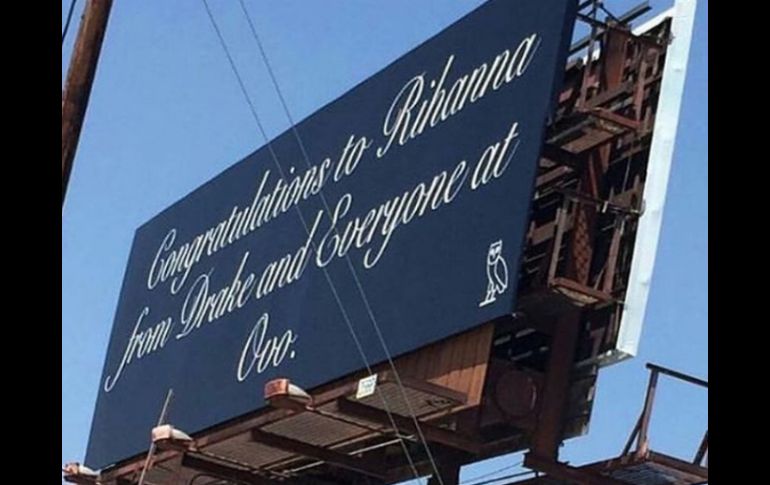 Congratulations to Rihanna
from Drake and Everyone at
Ovo.